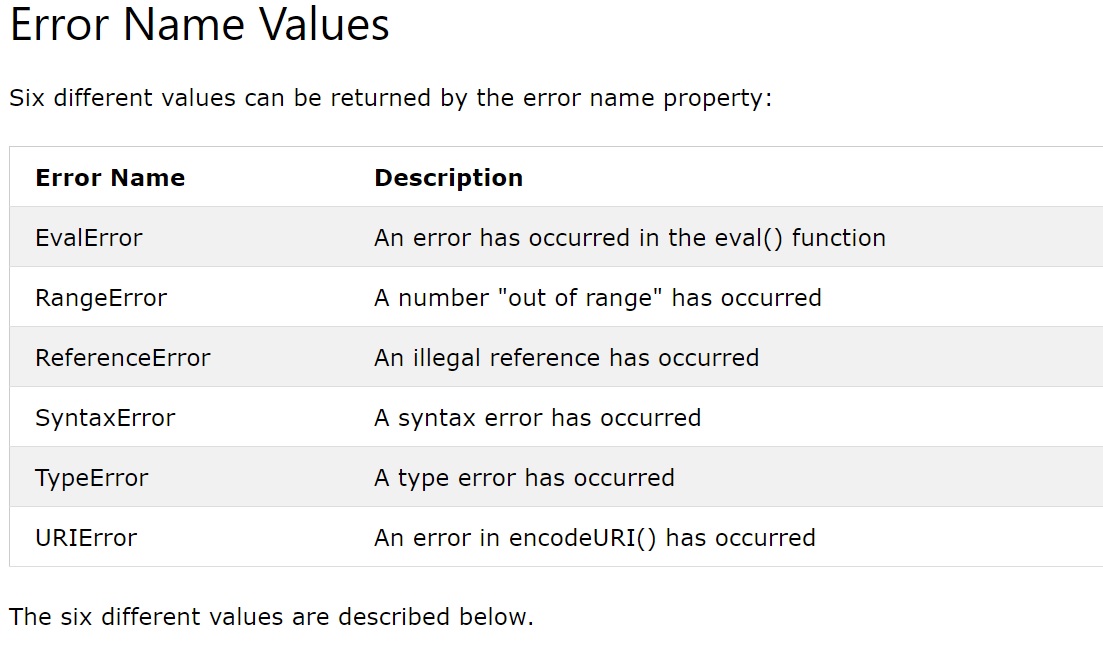 Error Name Values
Six different values can be returned by the error name property:
Error Name Description
EvalError An error has occurred in the eval() function
RangeError A number "out of range" has occurred
ReferenceError An illegal reference has occurred
SyntaxError A syntax error has occurred
TypeError A type error has occurred
URIError An error in encodeURI() has occurred
The six different values are described below.